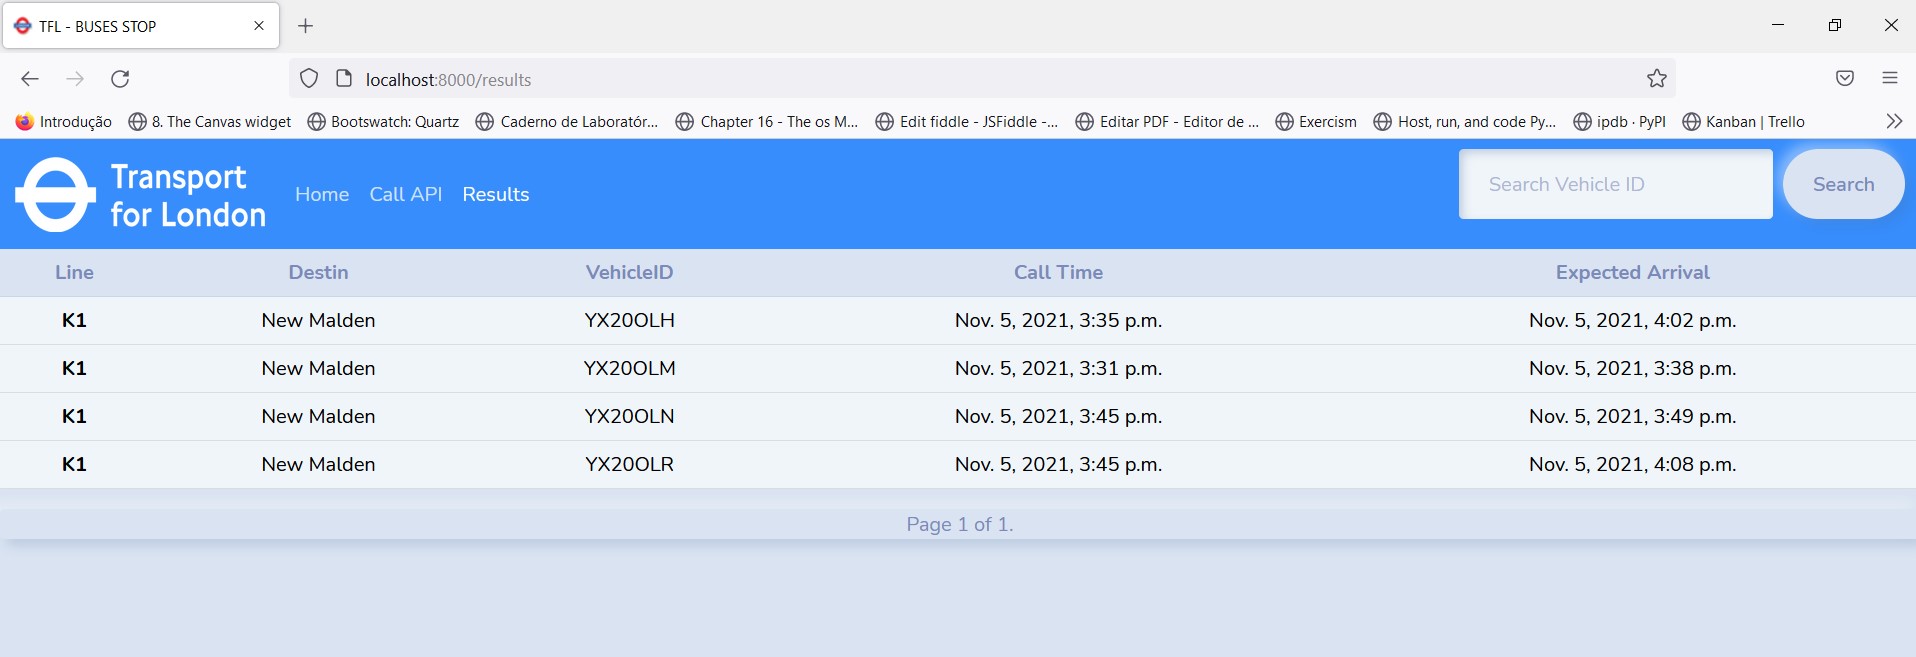 TFL - BUSES STOP
localhost:8000/results
Introdução 8. The Canvas widget Bootswatch: Quartz Caderno de Laboratór... Chapter 16 - The os M... Edit fiddle - JSFiddle -... Editar PDF - Editor de ... Exercism Host, run, and code Py... ipdb · PyPI Kanban | Trello
Transport
for London
Home Call API Results
Search Vehicle ID Search
Line Destin VehicleID Call Time Expected Arrival
K1 New Malden YX20OLH Nov. 5, 2021, 3:35 p.m. Nov. 5, 2021, 4:02 p.m.
K1 New Malden YX20OLM Nov. 5, 2021, 3:31 p.m. Nov. 5, 2021, 3:38 p.m.
K1 New Malden YX20OLN Nov. 5, 2021, 3:45 p.m. Nov. 5, 2021, 3:49 p.m.
K1 New Malden YX20OLR Nov. 5, 2021, 3:45 p.m. Nov. 5, 2021, 4:08 p.m.
Page 1 of 1.